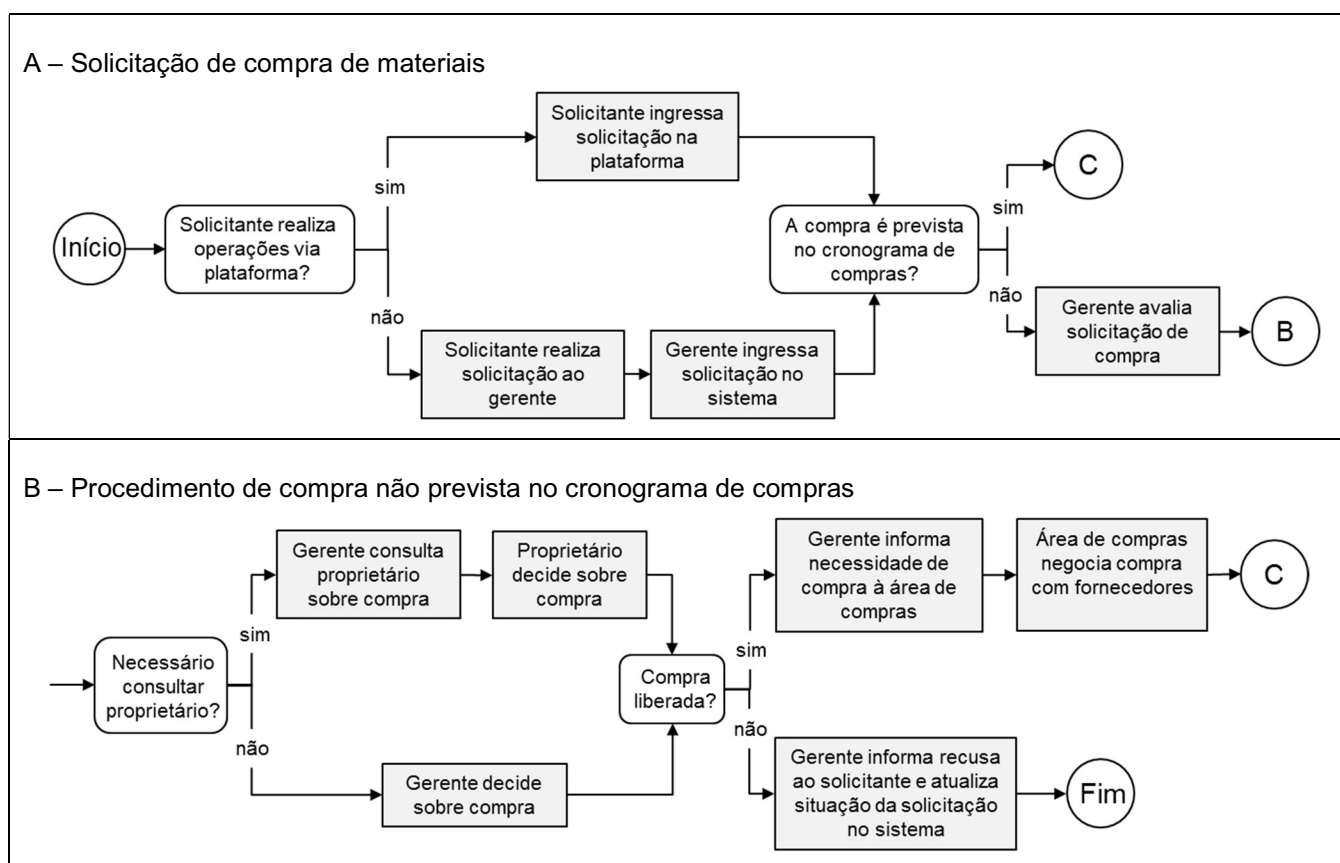 A – Solicitação de compra de materiais
Solicitante ingressa
solicitação na
plataforma
sim
C
sim
Início
Solicitante realiza
operações via
plataforma?
A compra é prevista
no cronograma de
compras?
não
não
Solicitante realiza
solicitação ao
gerente
Gerente ingressa
solicitação no
sistema
Gerente avalia
solicitação de
compra
B
B – Procedimento de compra não prevista no cronograma de compras
Gerente consulta
proprietário
sobre compra
Proprietário
decide sobre
compra
Gerente informa
necessidade de
compra à área de
compras
Área de compras
negocia compra
com fornecedores
C
sim
sim
Necessário
consultar
proprietário?
Compra
liberada?
não
não
Gerente decide
sobre compra
Gerente informa recusa
ao solicitante e atualiza
situação da solicitação
no sistema
Fim